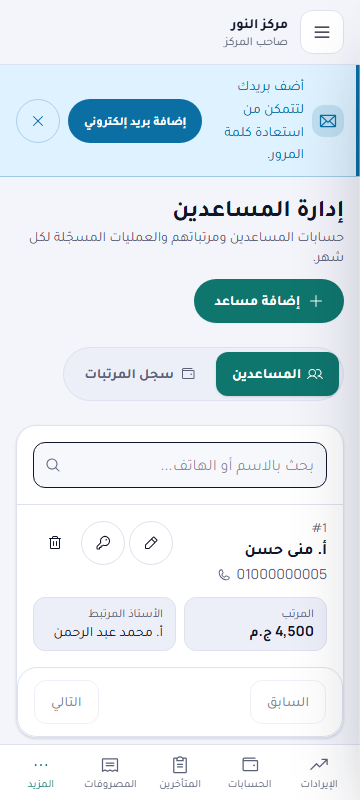 مركز النور
صاحب المركز
أضف بريدك
لتتمكن من
استعادة كلمة
المرور.
إضافة بريد إلكتروني
إدارة المساعدين
حسابات المساعدين ومرتباتهم والعمليات المسجّلة لكل
شهر.
إضافة مساعد
المساعدين
سجل المرتبات
بحث بالاسم أو الهاتف...
#1
أ. منى حسن
01000000005
المرتب
4,500 ج.م
الأستاذ المرتبط
أ. محمد عبد الرحمن
السابق
التالي
الإيرادات
الحسابات
المتأخرين
المصروفات
المزيد